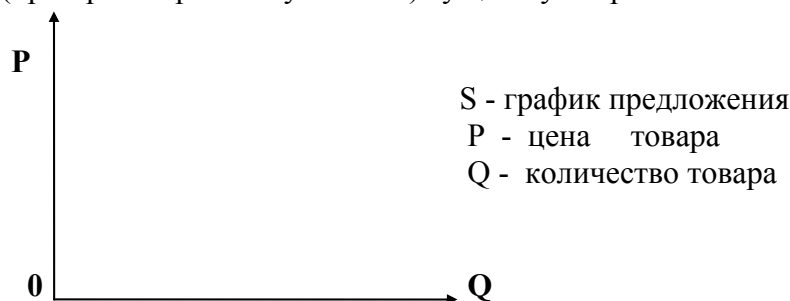 P
S - график предложения
P - цена товара
Q - количество товара
0
Q